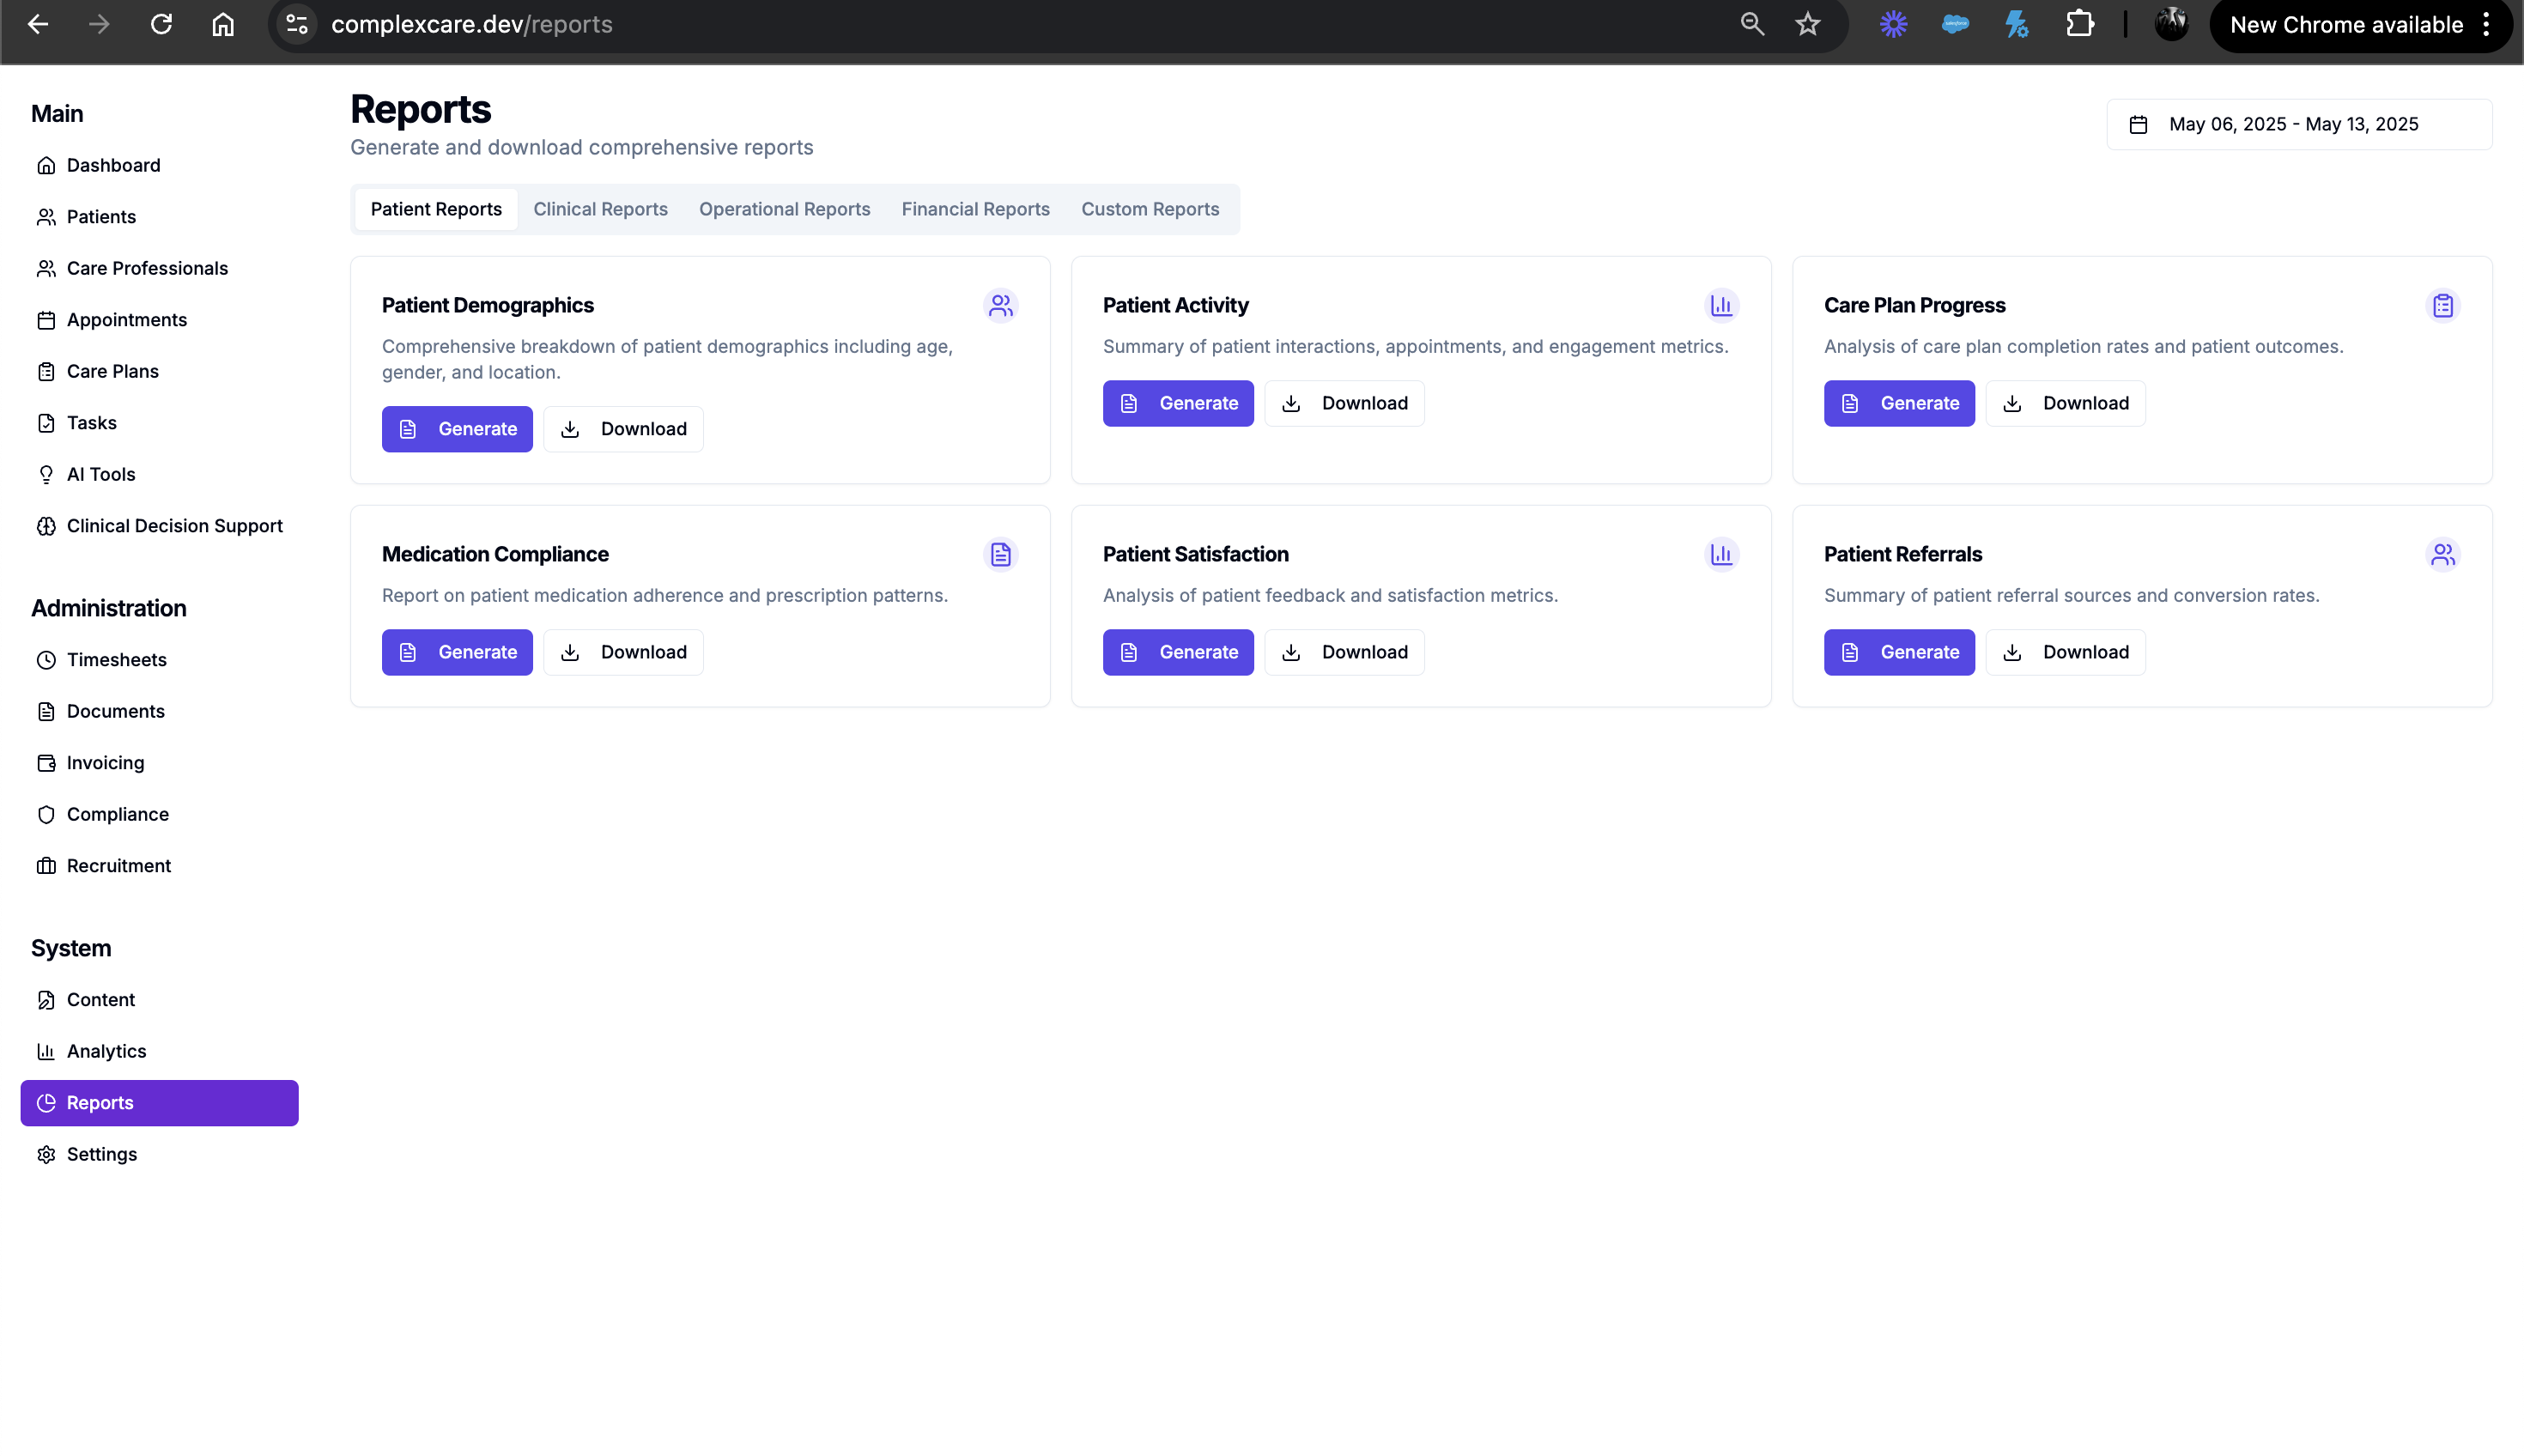 complexcare.dev/reports
New Chrome available
Main
Dashboard
Patients
Care Professionals
Appointments
Care Plans
Tasks
AI Tools
Clinical Decision Support
Administration
Timesheets
Documents
Invoicing
Compliance
Recruitment
System
Content
Analytics
Reports
Settings
Reports
Generate and download comprehensive reports
May 06, 2025 - May 13, 2025
Patient Reports Clinical Reports Operational Reports Financial Reports Custom Reports
Patient Demographics
Comprehensive breakdown of patient demographics including age,
gender, and location.
Generate Download
Patient Activity
Summary of patient interactions, appointments, and engagement metrics.
Generate Download
Care Plan Progress
Analysis of care plan completion rates and patient outcomes.
Generate Download
Medication Compliance
Report on patient medication adherence and prescription patterns.
Generate Download
Patient Satisfaction
Analysis of patient feedback and satisfaction metrics.
Generate Download
Patient Referrals
Summary of patient referral sources and conversion rates.
Generate Download